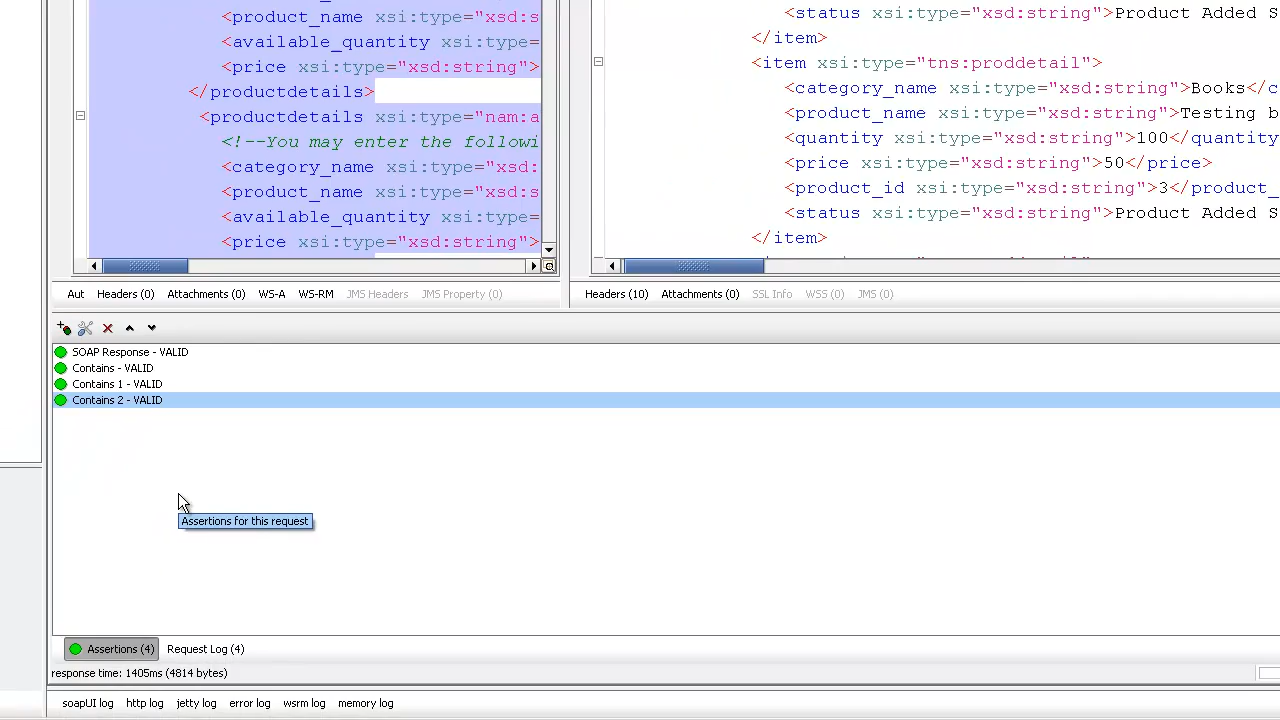 <product_name xsi:type="xsd:s
<available_quantity xsi:type=
<price xsi:type="xsd:string">
</productdetails>
<productdetails xsi:type="nam:a
<!--You may enter the followi
<category_name xsi:type="xsd:
<product_name xsi:type="xsd:s
<available_quantity xsi:type=
<price xsi:type="xsd:string">
<status xsi:type="xsd:string">Product Added S
</item>
<item xsi:type="tns:proddetail">
<category_name xsi:type="xsd:string">Books</c
<product_name xsi:type="xsd:string">Testing b
<quantity xsi:type="xsd:string">100</quantity
<price xsi:type="xsd:string">50</price>
<product_id xsi:type="xsd:string">3</product_
<status xsi:type="xsd:string">Product Added S
</item>
Aut Headers (0) Attachments (0) WS-A WS-RM JMS Headers JMS Property (0)
Headers (10) Attachments (0) SSL Info WSS (0) JMS (0)
SOAP Response - VALID
Contains - VALID
Contains 1 - VALID
Contains 2 - VALID
Assertions for this request
Assertions (4) Request Log (4)
response time: 1405ms (4814 bytes)
soapUI log http log jetty log error log wsrm log memory log